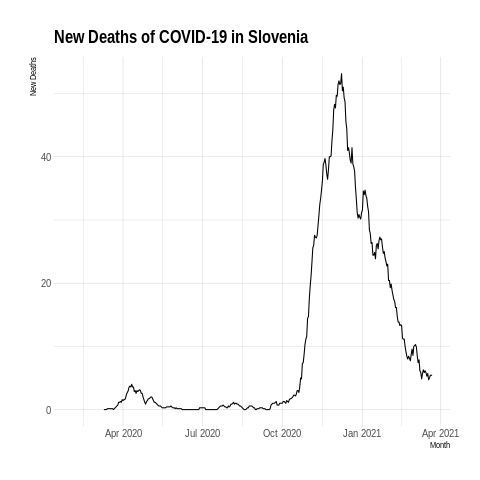 New Deaths of COVID-19 in Slovenia
New Deaths
40
20
0
Apr 2020 Jul 2020 Oct 2020 Jan 2021 Apr 2021
Month